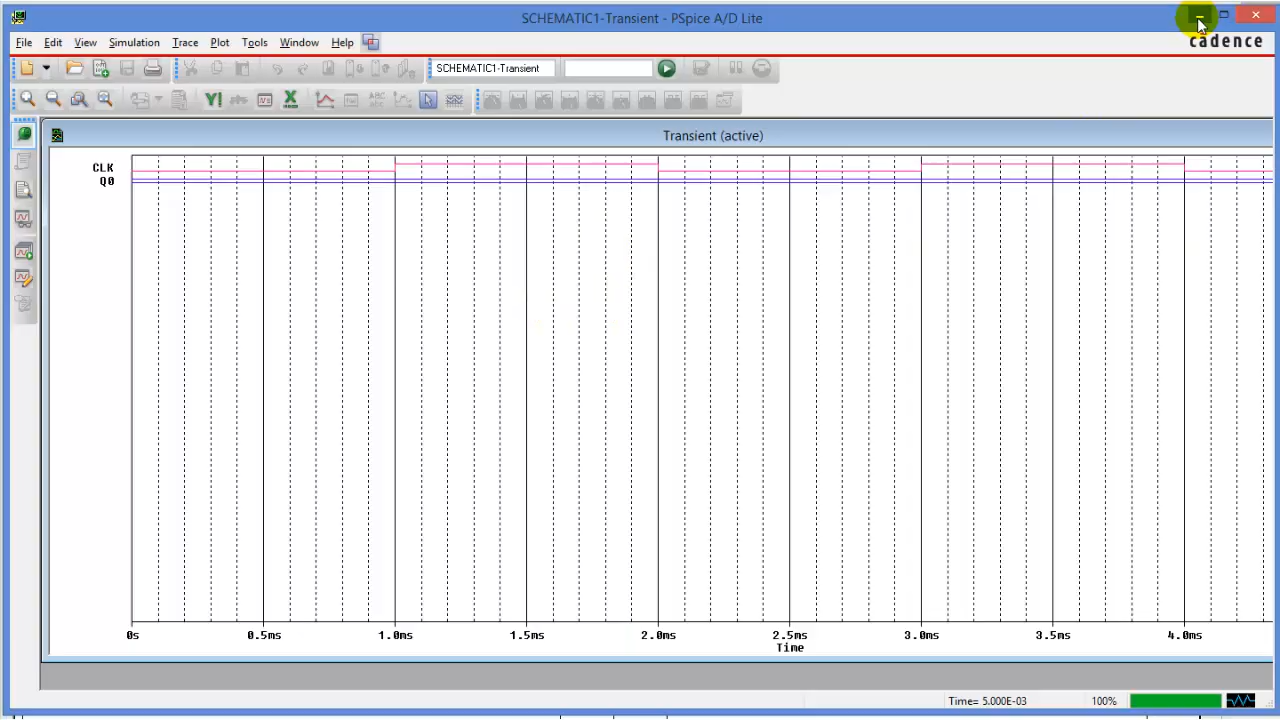 SCHEMATIC1-Transient - PSpice A/D Lite
File Edit View Simulation Trace Plot Tools Window Help
cadence
SCHEMATIC1-Transient
Transient (active)
CLK
Q0
0s 0.5ms 1.0ms 1.5ms 2.0ms 2.5ms 3.0ms 3.5ms 4.0ms
Time
Time= 5.000E-03 100%